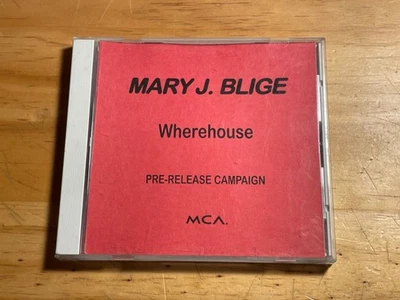 MARY J. BLIGE
Wherehouse
PRE-RELEASE CAMPAIGN
MCA.